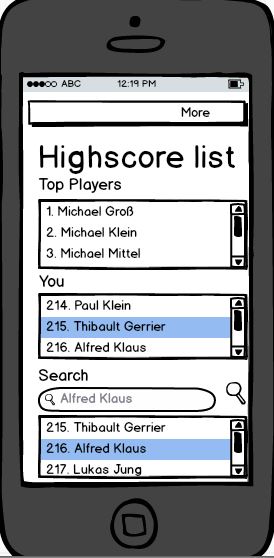 ABC 12:19 PM
More
Highscore list
Top Players
1. Michael Groß
2. Michael Klein
3. Michael Mittel
You
214. Paul Klein
215. Thibault Gerrier
216. Alfred Klaus
Search
Alfred Klaus
215. Thibault Gerrier
216. Alfred Klaus
217. Lukas Jung